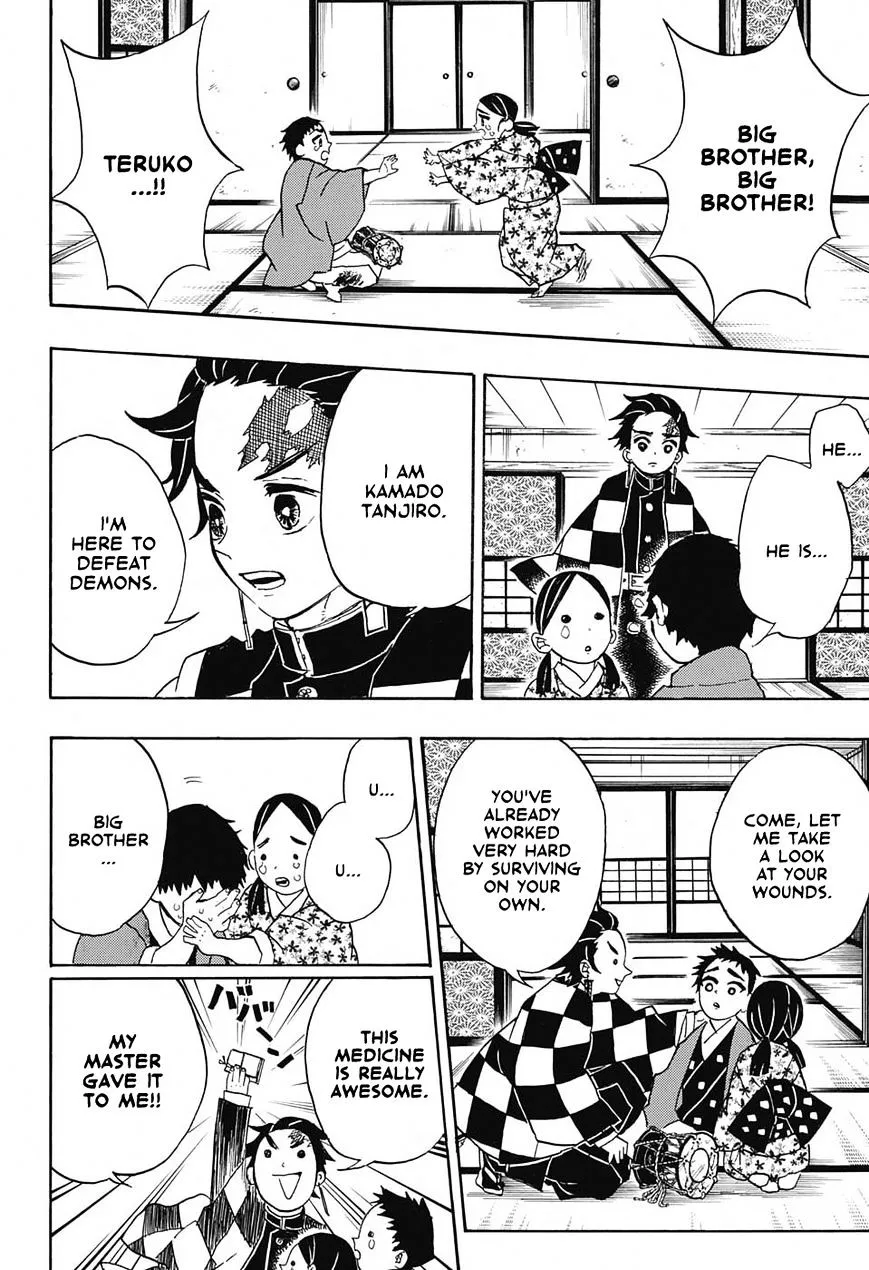 BIG
BROTHER,
BIG
BROTHER!
TERUKO
...!!
HE...
HE IS...
I AM
KAMADO
TANJIRO.
I'M
HERE TO
DEFEAT
DEMONS.
COME, LET
ME TAKE
A LOOK
AT YOUR
WOUNDS.
YOU'VE
ALREADY
WORKED
VERY HARD
BY SURVIVING
ON YOUR
OWN.
U...
U...
BIG
BROTHER
...
THIS
MEDICINE
IS REALLY
AWESOME.
MY
MASTER
GAVE IT
TO ME!!